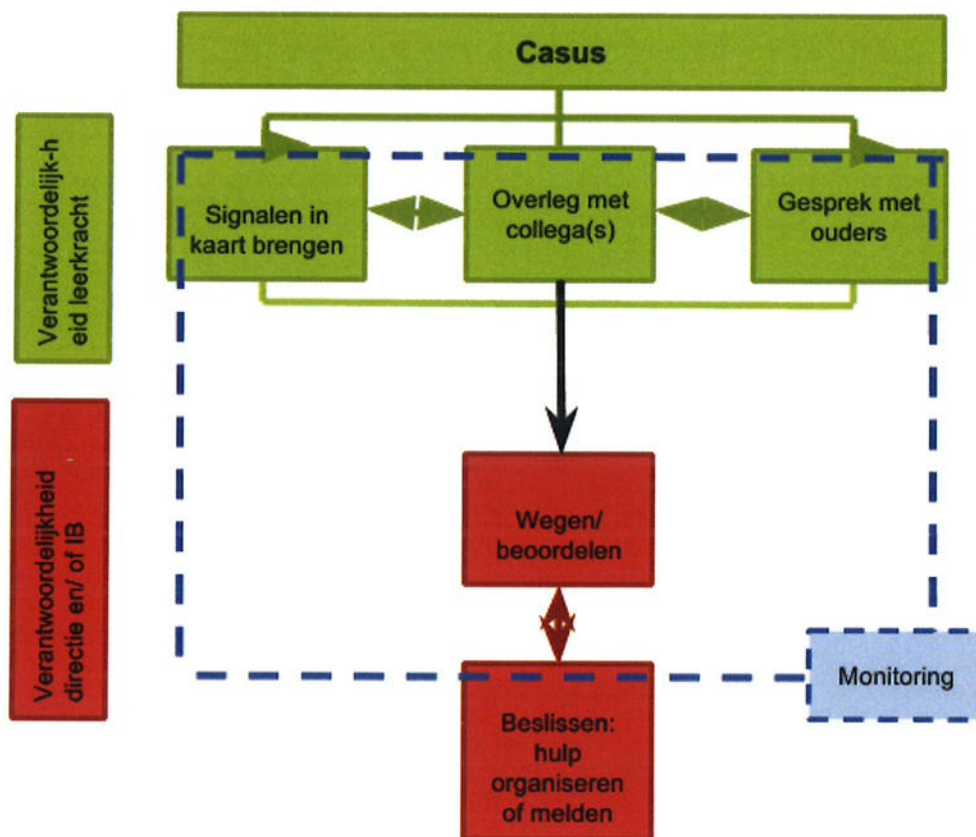 Casus
Verantwoordelijk-h
eid leerkracht
Signalen in
kaart brengen
Overleg met
collega(s)
Gesprek met
ouders
Verantwoordelijkheid
directie en/ of IB
Wegen/
beoordelen
Monitoring
Beslissen:
hulp
organiseren
of melden